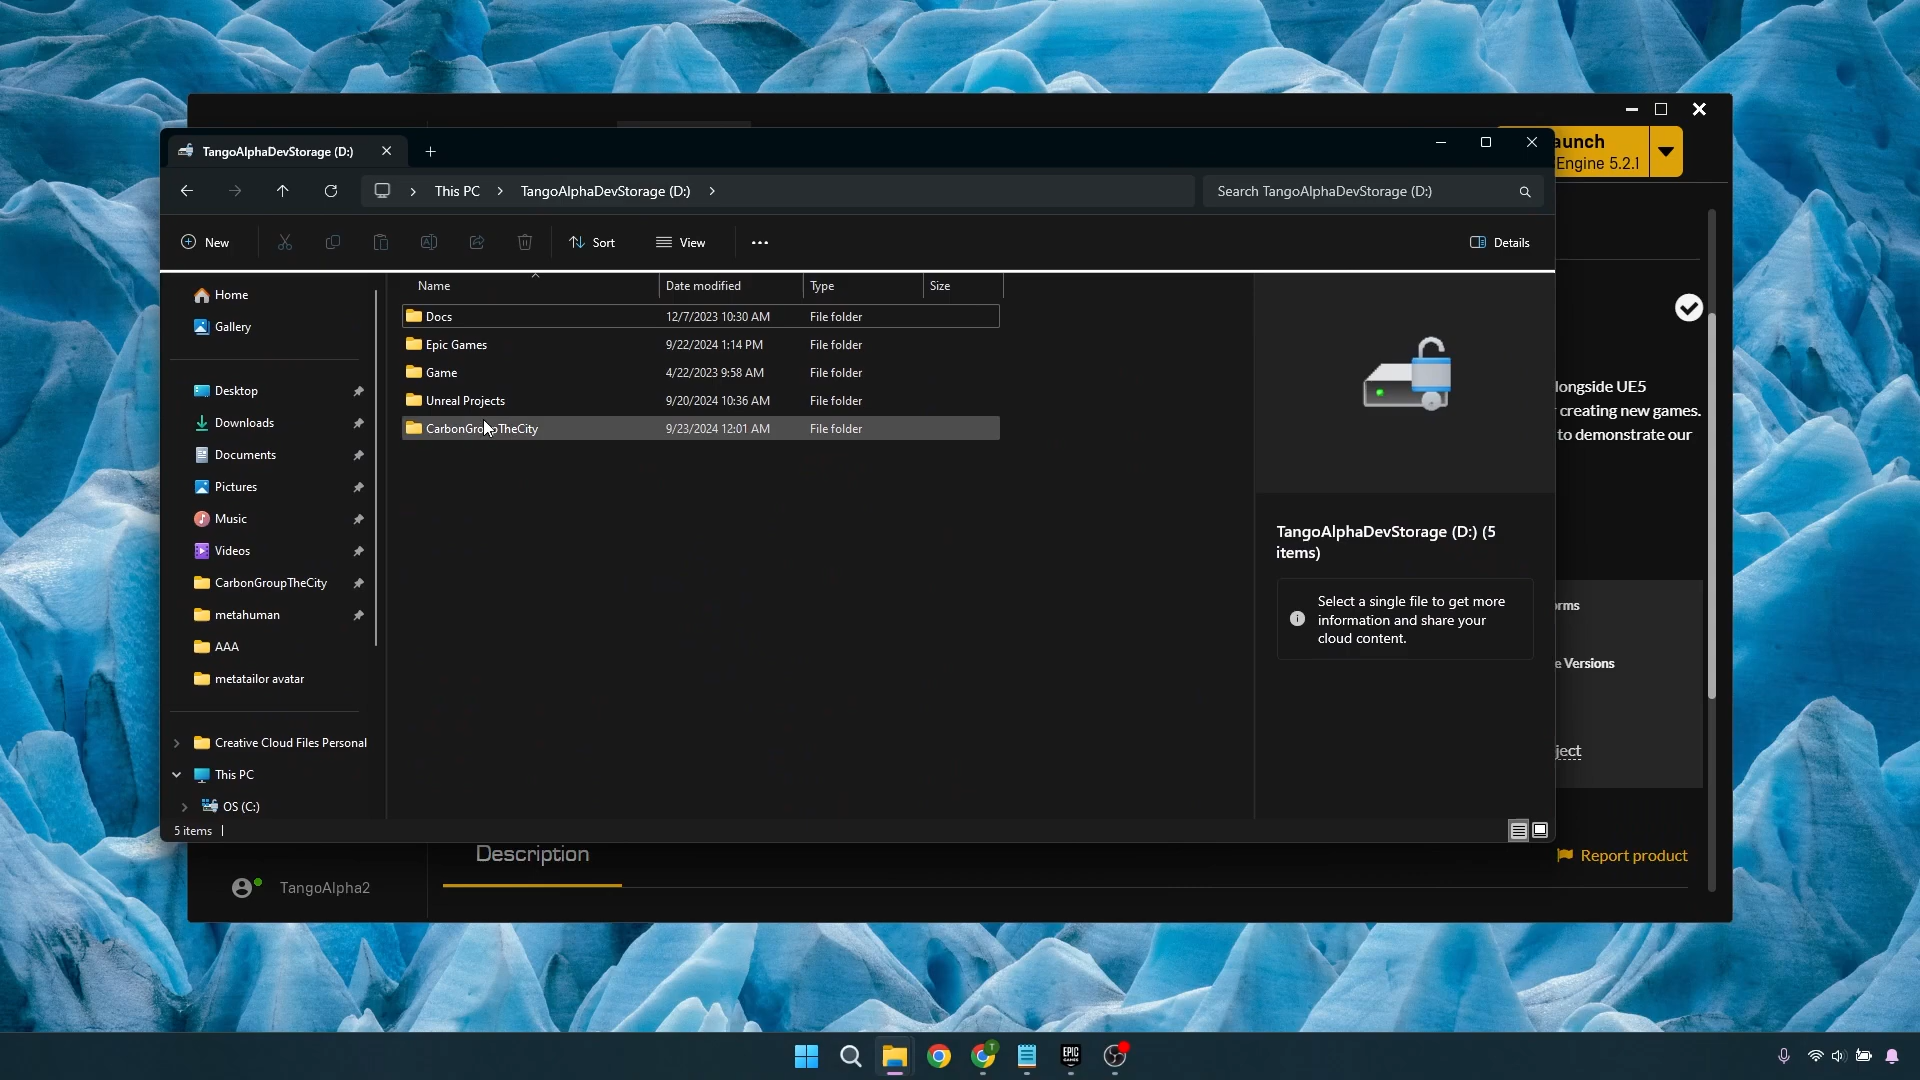 aunch
Engine 5.2.1
TangoAlphaDevStorage (D:)
This PC
TangoAlphaDevStorage (D:)
Search TangoAlphaDevStorage (D:)
New
Sort
View
Details
Home
Gallery
Desktop
Downloads
Documents
Pictures
Music
Videos
CarbonGroupTheCity
metahuman
AAA
metatailor avatar
Creative Cloud Files Personal
This PC
OS (C:)
Name Date modified Type Size
Docs 12/7/2023 10:30 AM File folder
Epic Games 9/22/2024 1:14 PM File folder
Game 4/22/2023 9:58 AM File folder
Unreal Projects 9/20/2024 10:36 AM File folder
CarbonGroupTheCity 9/23/2024 12:01 AM File folder
TangoAlphaDevStorage (D:) (5
items)
Select a single file to get more
information and share your
cloud content.
5 items
longside UE5
creating new games.
to demonstrate our
rms
e Versions
ject
Description
Report product
TangoAlpha2
EPIC
GAMES
T